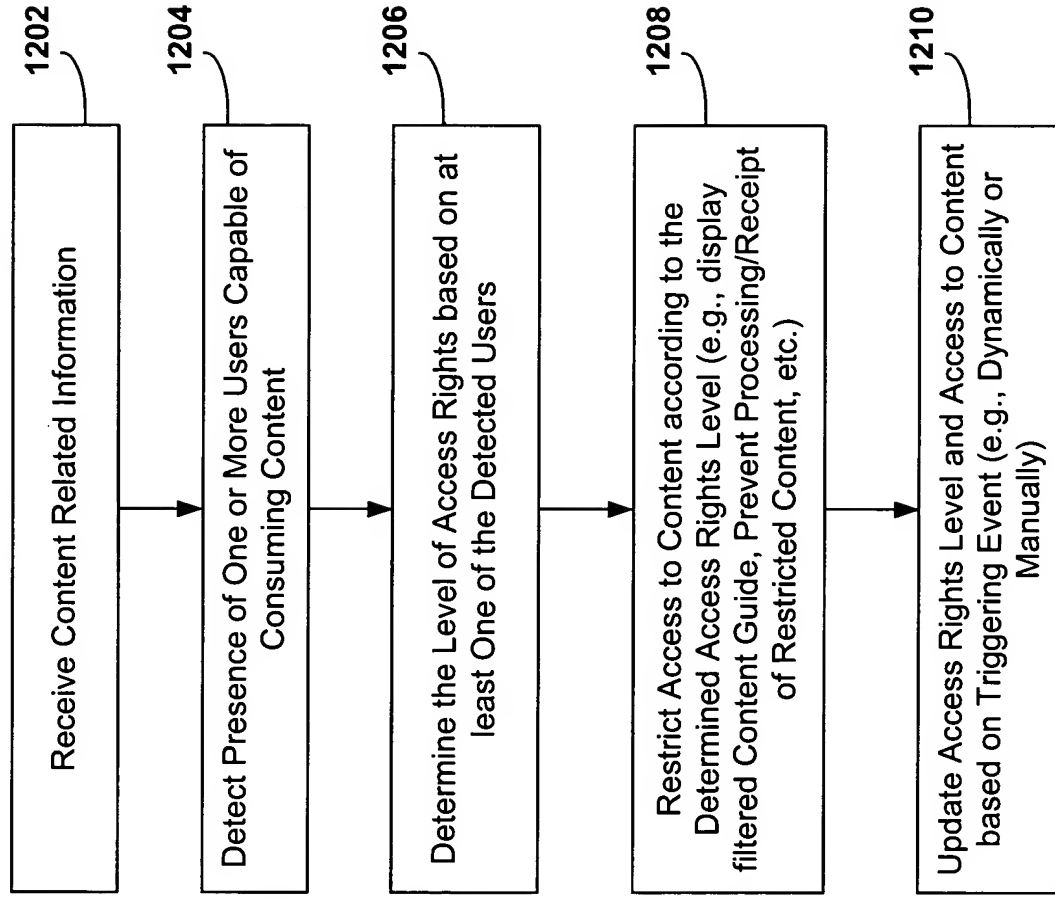 1202
Receive Content Related Information
1204
Detect Presence of One or More Users Capable of
Consuming Content
1206
Determine the Level of Access Rights based on at
least One of the Detected Users
1208
Restrict Access to Content according to the
Determined Access Rights Level (e.g., display
filtered Content Guide, Prevent Processing/Receipt
of Restricted Content, etc.)
1210
Update Access Rights Level and Access to Content
based on Triggering Event (e.g., Dynamically or
Manually)